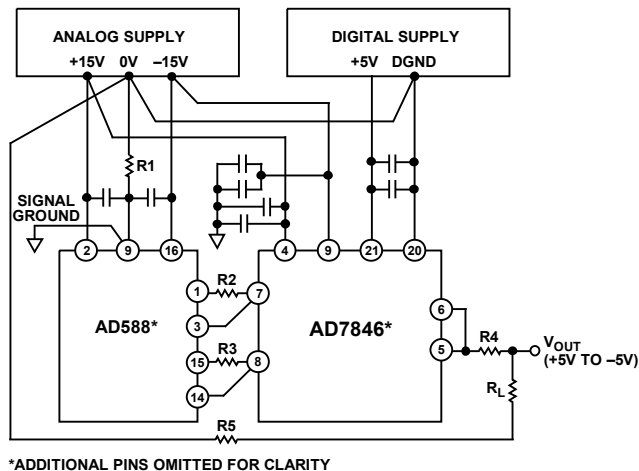 ANALOG SUPPLY
+15V 0V –15V
DIGITAL SUPPLY
+5V DGND
R1
SIGNAL
GROUND
2 9 16
4 9 21 20
1 R2 7
3
AD588*
15 R3 8
14
AD7846*
6
5 R4
VOUT
(+5V TO –5V)
RL
R5
*ADDITIONAL PINS OMITTED FOR CLARITY